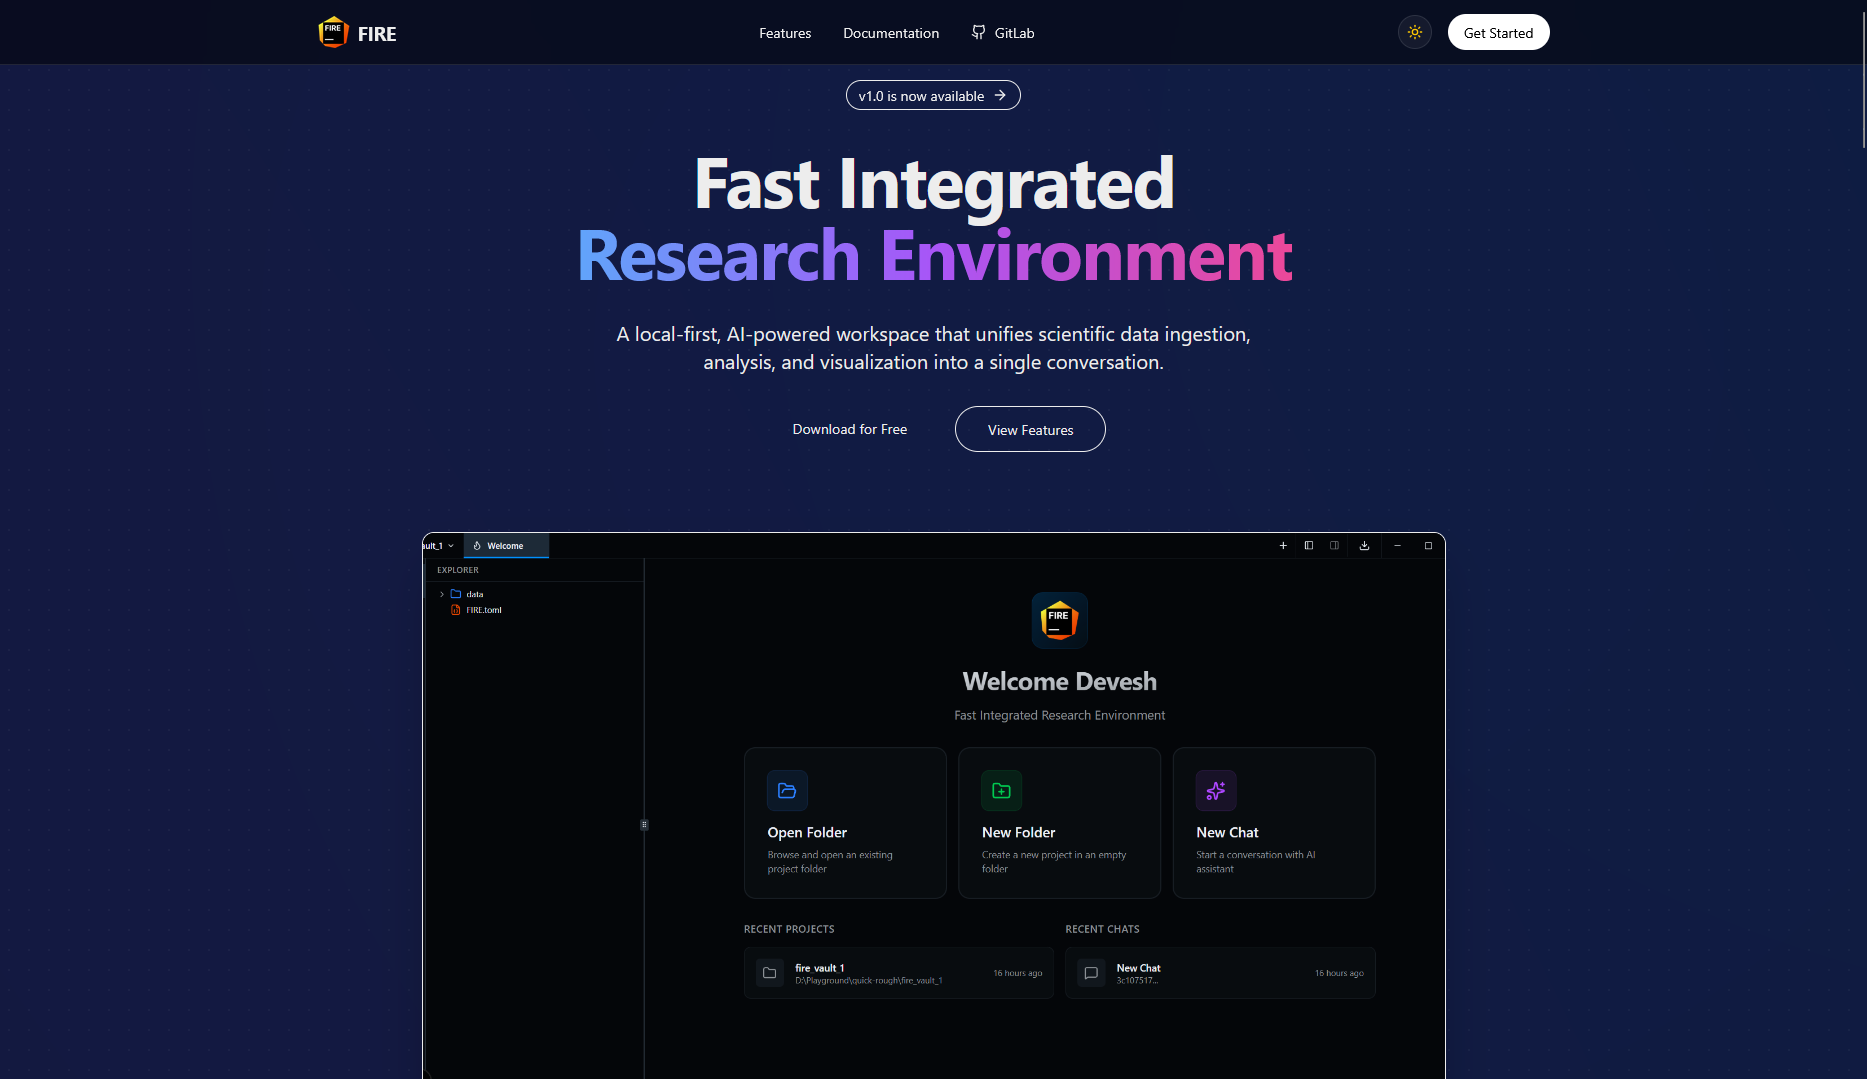 FIRE
FIRE
Features
Documentation
GitLab
Get Started
v1.0 is now available
Fast Integrated
Research Environment
A local-first, AI-powered workspace that unifies scientific data ingestion,
analysis, and visualization into a single conversation.
Download for Free
View Features
ault_1
Welcome
EXPLORER
data
FIRE.toml
FIRE
Welcome Devesh
Fast Integrated Research Environment
Open Folder
Browse and open an existing
project folder
New Folder
Create a new project in an empty
folder
New Chat
Start a conversation with AI
assistant
RECENT PROJECTS
fire_vault_1
D:\Playground\quick-rough\fire_vault_1
16 hours ago
RECENT CHATS
New Chat
3c107517...
16 hours ago